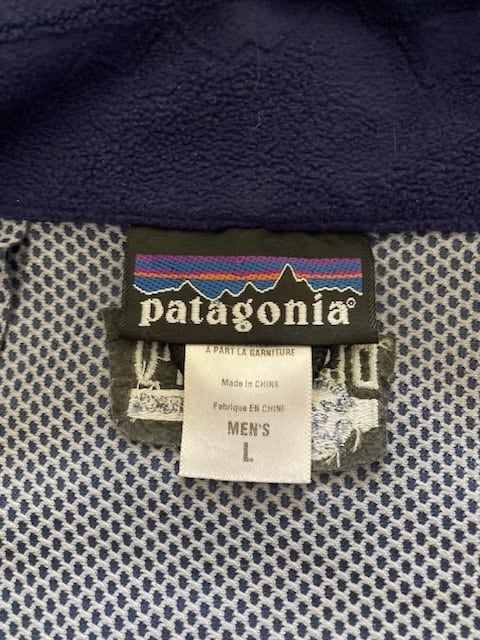 patagonia®
A PART LA GARNITURE
Made in CHINA
Fabriqué EN CHINE
MEN'S
L